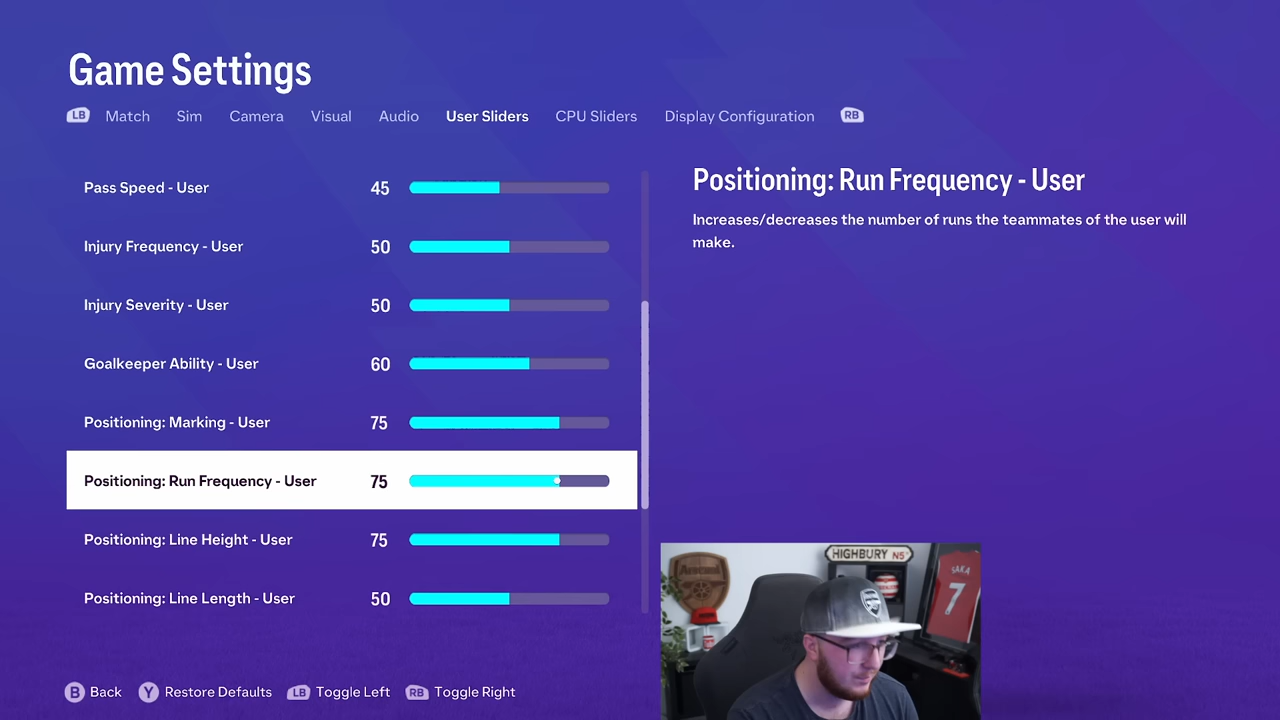 Game Settings
LB Match Sim Camera Visual Audio User Sliders CPU Sliders Display Configuration RB
Pass Speed - User 45
Injury Frequency - User 50
Injury Severity - User 50
Goalkeeper Ability - User 60
Positioning: Marking - User 75
Positioning: Run Frequency - User 75
Positioning: Line Height - User 75
Positioning: Line Length - User 50
Positioning: Run Frequency - User
Increases/decreases the number of runs the teammates of the user will
make.
HIGHBURY N5
Arsenal
SAKA
7
B Back Y Restore Defaults LB Toggle Left RB Toggle Right